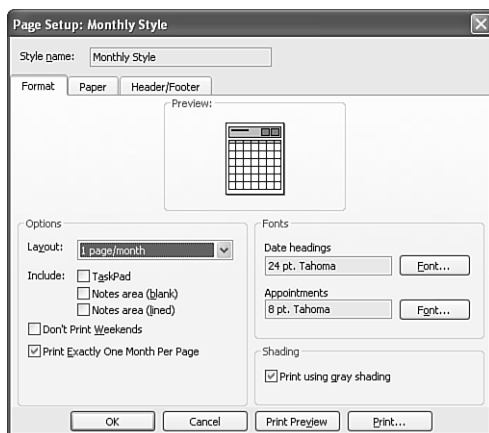 Page Setup: Monthly Style
Style name: Monthly Style
Format Paper Header/Footer
Preview:
Options
Layout: 1 page/month
Include: TaskPad
Notes area (blank)
Notes area (lined)
Don't Print Weekends
Print Exactly One Month Per Page
Fonts
Date headings
24 pt. Tahoma Font...
Appointments
8 pt. Tahoma Font...
Shading
Print using gray shading
OK Cancel Print Preview Print...